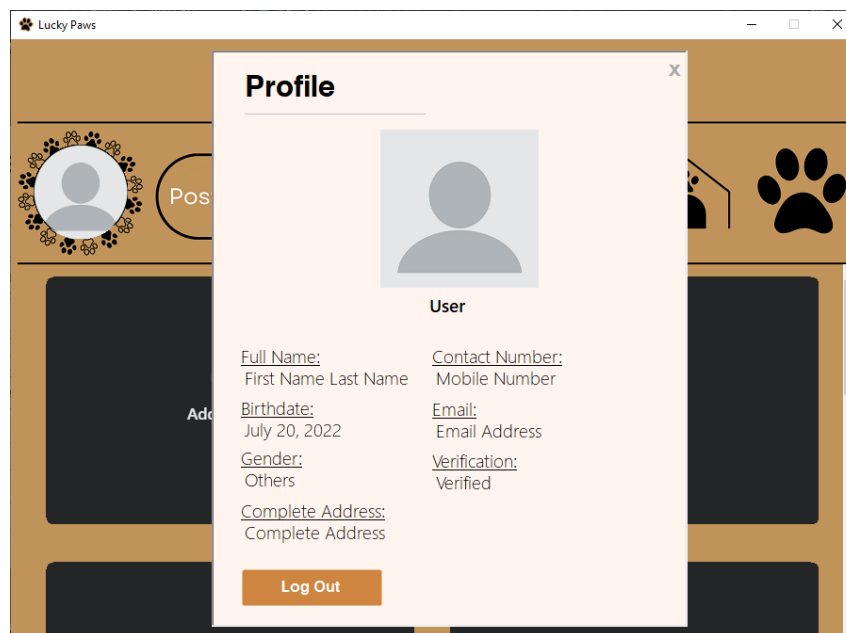 Lucky Paws
x
Profile
Pos
User
Full Name:
First Name Last Name
Contact Number:
Mobile Number
Birthdate:
July 20, 2022
Email:
Email Address
Gender:
Others
Verification:
Verified
Complete Address:
Complete Address
Add
Log Out